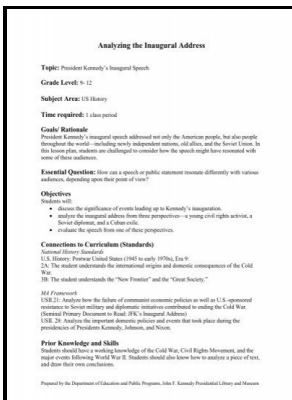 Analyzing the Inaugural Address
Topic: President Kennedy's Inaugural Speech
Grade Level: 9- 12
Subject Area: US History
Time required: 1 class period
Goals/ Rationale
President Kennedy's inaugural speech addressed not only the American people, but also people
throughout the world—including newly independent nations, old allies, and the Soviet Union. In
this lesson plan, students are challenged to consider how the speech might have resonated with
some of these audiences.
Essential Question: How can a speech or public statement resonate differently with various
audiences, depending upon their point of view?
Objectives
Students will:
• discuss the significance of events leading up to Kennedy's inauguration.
• analyze the inaugural address from three perspectives—a young civil rights activist, a
Soviet diplomat, and a Cuban exile.
• evaluate the speech from one of these perspectives.
Connections to Curriculum (Standards)
National History Standards
U.S. History: Postwar United States (1945 to early 1970s), Era 9:
2A: The student understands the international origins and domestic consequences of the Cold
War.
3B: The student understands the "New Frontier" and the "Great Society."
MA Framework
USII.21: Analyze how the failure of communist economic policies as well as U.S.-sponsored
resistance to Soviet military and diplomatic initiatives contributed to ending the Cold War.
(Seminal Primary Document to Read: JFK's Inaugural Address)
USII. 28: Analyze the important domestic policies and events that took place during the
presidencies of Presidents Kennedy, Johnson, and Nixon.
Prior Knowledge and Skills
Students should have a working knowledge of the Cold War, Civil Rights Movement, and the
major events following World War II. Students should also know how to analyze a piece of text,
and draw their own conclusions.
Prepared by the Department of Education and Public Programs, John F. Kennedy Presidential Library and Museum